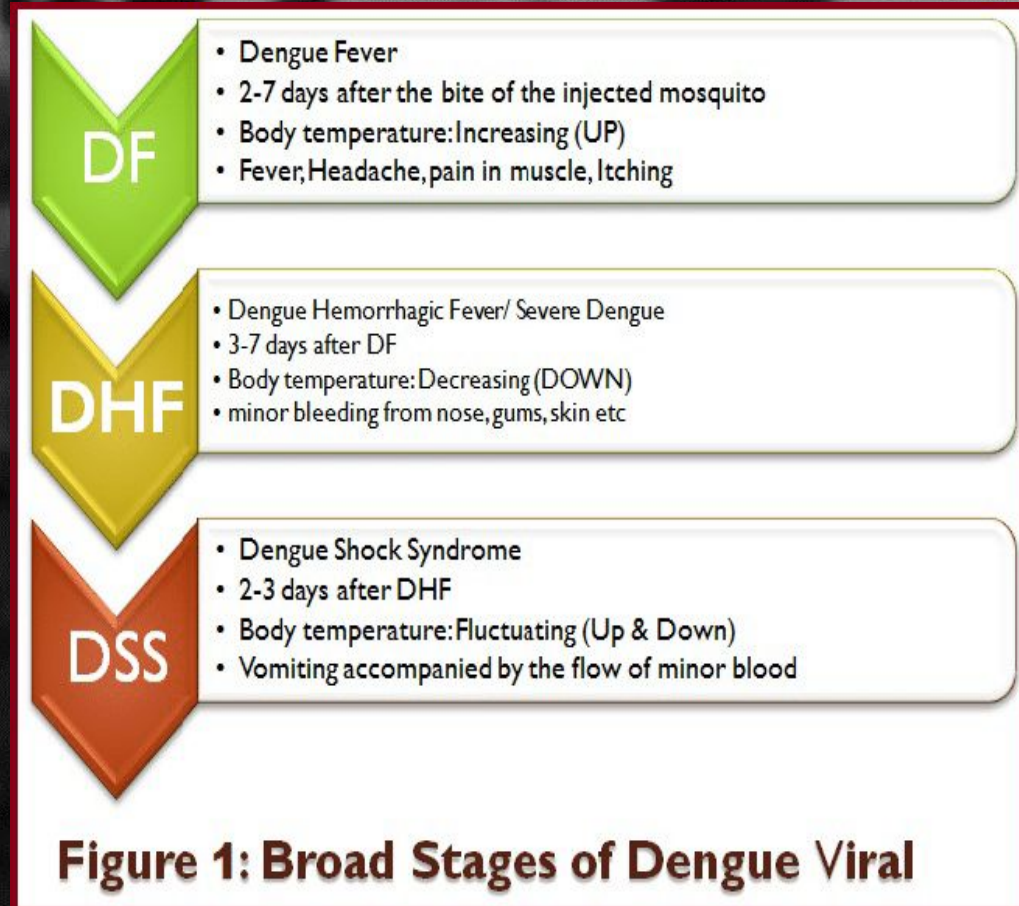 DF
• Dengue Fever
• 2-7 days after the bite of the injected mosquito
• Body temperature: Increasing (UP)
• Fever, Headache, pain in muscle, Itching
DHF
• Dengue Hemorrhagic Fever/ Severe Dengue
• 3-7 days after DF
• Body temperature: Decreasing (DOWN)
• minor bleeding from nose, gums, skin etc
DSS
• Dengue Shock Syndrome
• 2-3 days after DHF
• Body temperature: Fluctuating (Up & Down)
• Vomiting accompanied by the flow of minor blood
Figure 1: Broad Stages of Dengue Viral